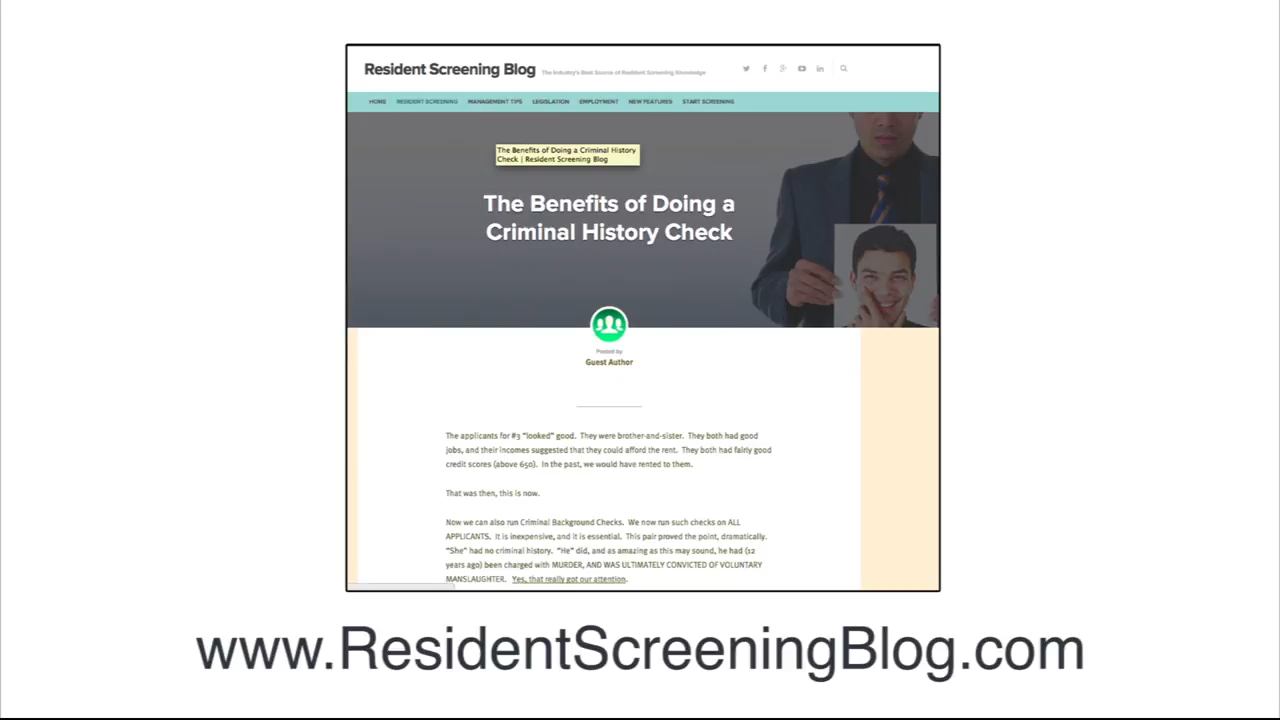 Resident Screening Blog The Industry's Best Source of Resident Screening Knowledge
HOME RESIDENT SCREENING MANAGEMENT TIPS LEGISLATION EMPLOYMENT NEW FEATURES START SCREENING
The Benefits of Doing a Criminal History
Check | Resident Screening Blog
The Benefits of Doing a
Criminal History Check
Posted by
Guest Author
The applicants for #3 “looked” good. They were brother-and-sister. They both had good
jobs, and their incomes suggested that they could afford the rent. They both had fairly good
credit scores (above 650). In the past, we would have rented to them.
That was then, this is now.
Now we can also run Criminal Background Checks. We now run such checks on ALL
APPLICANTS. It is inexpensive, and it is essential. This pair proved the point, dramatically.
“She” had no criminal history. “He” did, and as amazing as this may sound, he had (12
years ago) been charged with MURDER, AND WAS ULTIMATELY CONVICTED OF VOLUNTARY
MANSLAUGHTER. Yes, that really got our attention.
www.ResidentScreeningBlog.com